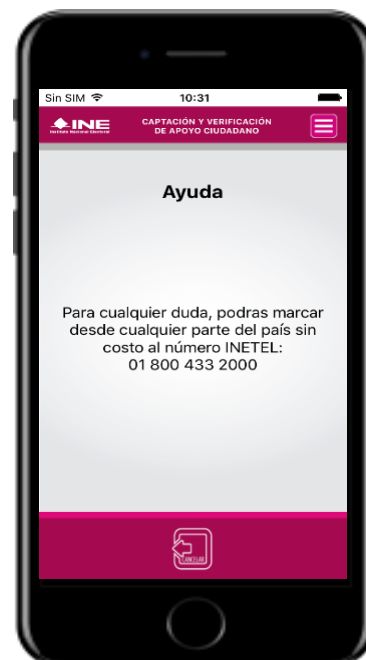 Sin SIM 10:31
INE
Instituto Nacional Electoral
CAPTACIÓN Y VERIFICACIÓN
DE APOYO CIUDADANO
Ayuda
Para cualquier duda, podras marcar
desde cualquier parte del país sin
costo al número INETEL:
01 800 433 2000
CANCELAR